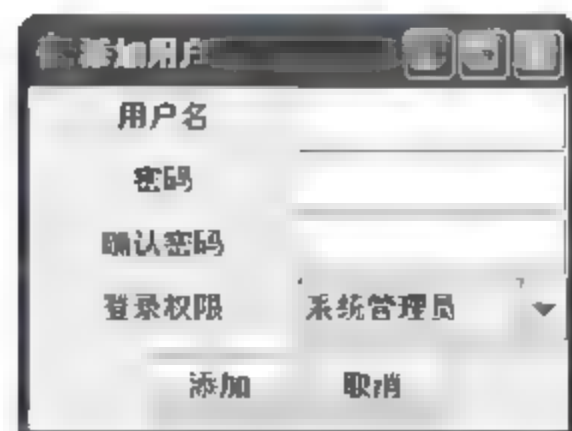 添加用户
用户名
密码
确认密码
登录权限 系统管理员
添加 取消